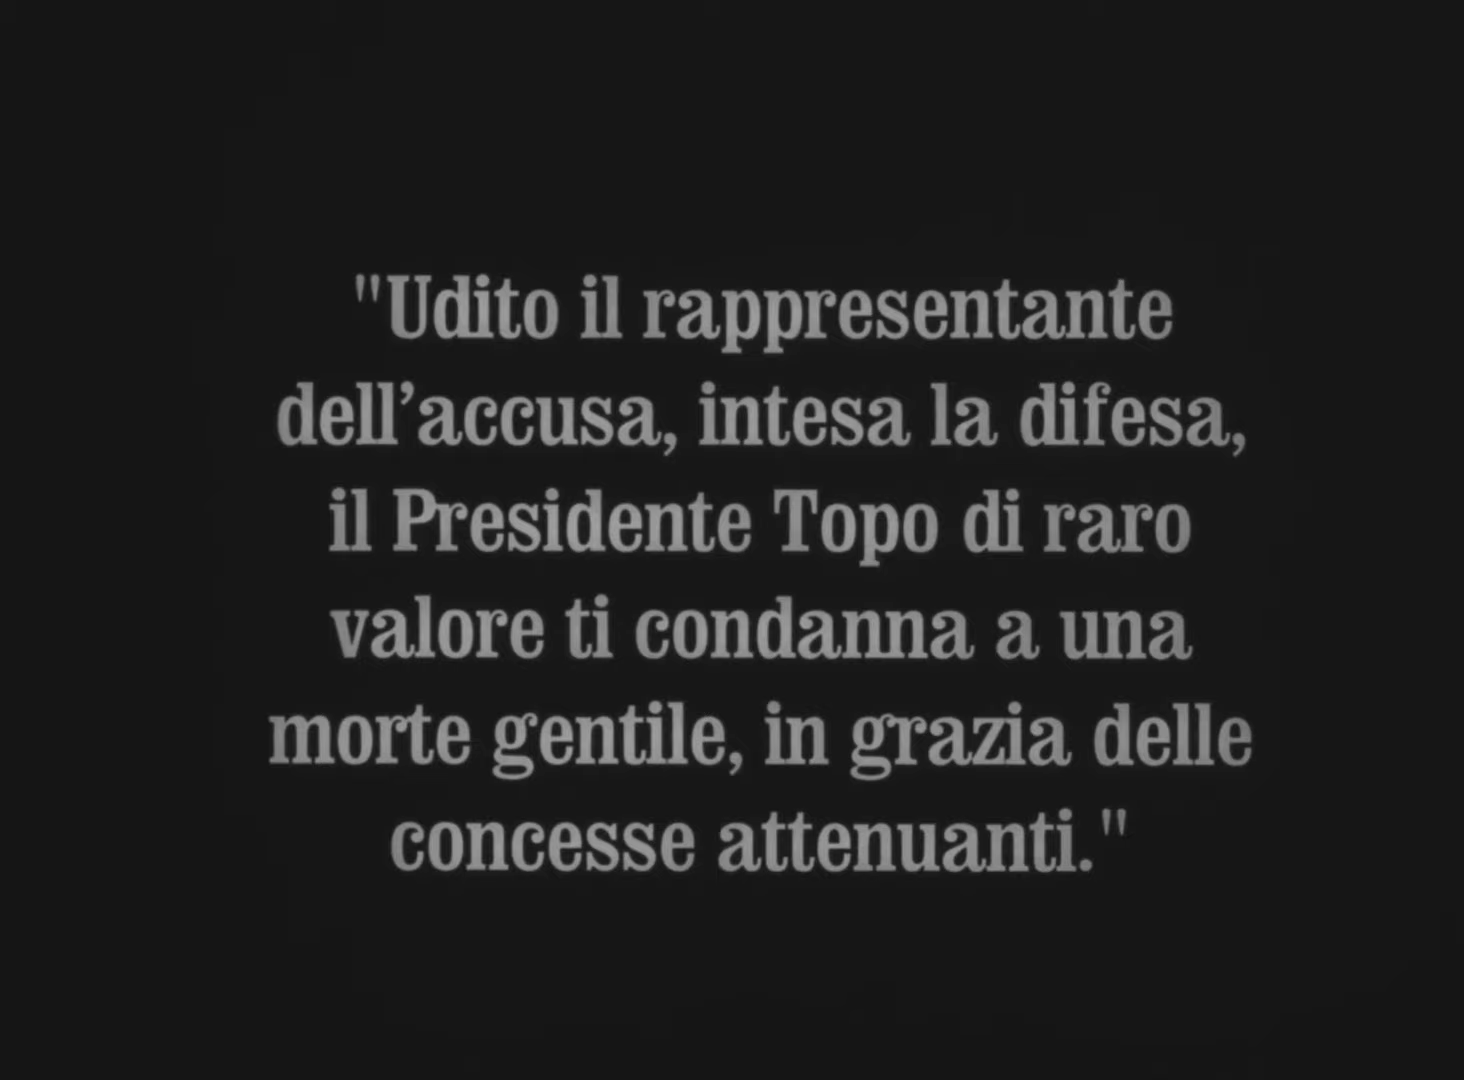 "Udito il rappresentante
dell’accusa, intesa la difesa,
il Presidente Topo di raro
valore ti condanna a una
morte gentile, in grazia delle
concesse attenuanti."